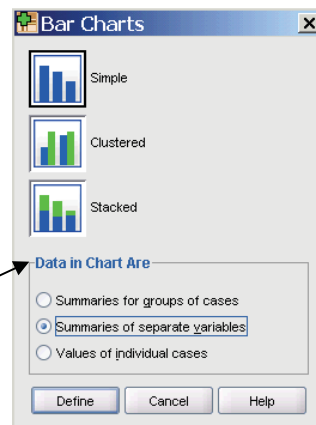 Bar Charts
Simple
Clustered
Stacked
Data in Chart Are
Summaries for groups of cases
Summaries of separate variables
Values of individual cases
Define Cancel Help